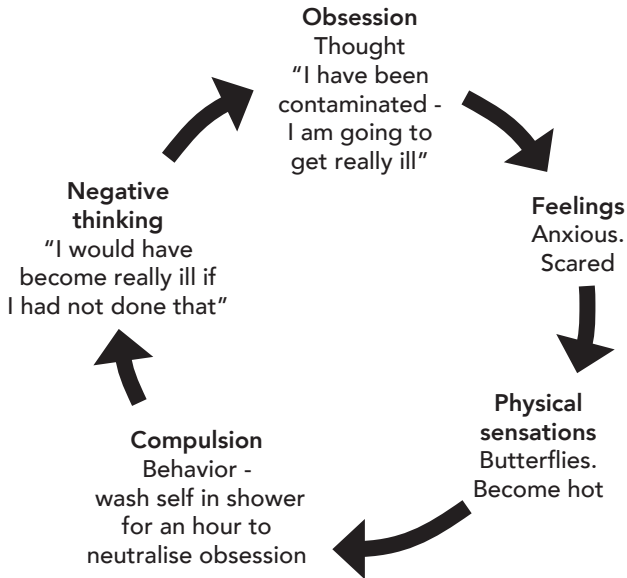 Obsession
Thought
“I have been
contaminated -
I am going to
get really ill”
Feelings
Anxious.
Scared
Physical
sensations
Butterflies.
Become hot
Compulsion
Behavior -
wash self in shower
for an hour to
neutralise obsession
Negative
thinking
“I would have
become really ill if
I had not done that”